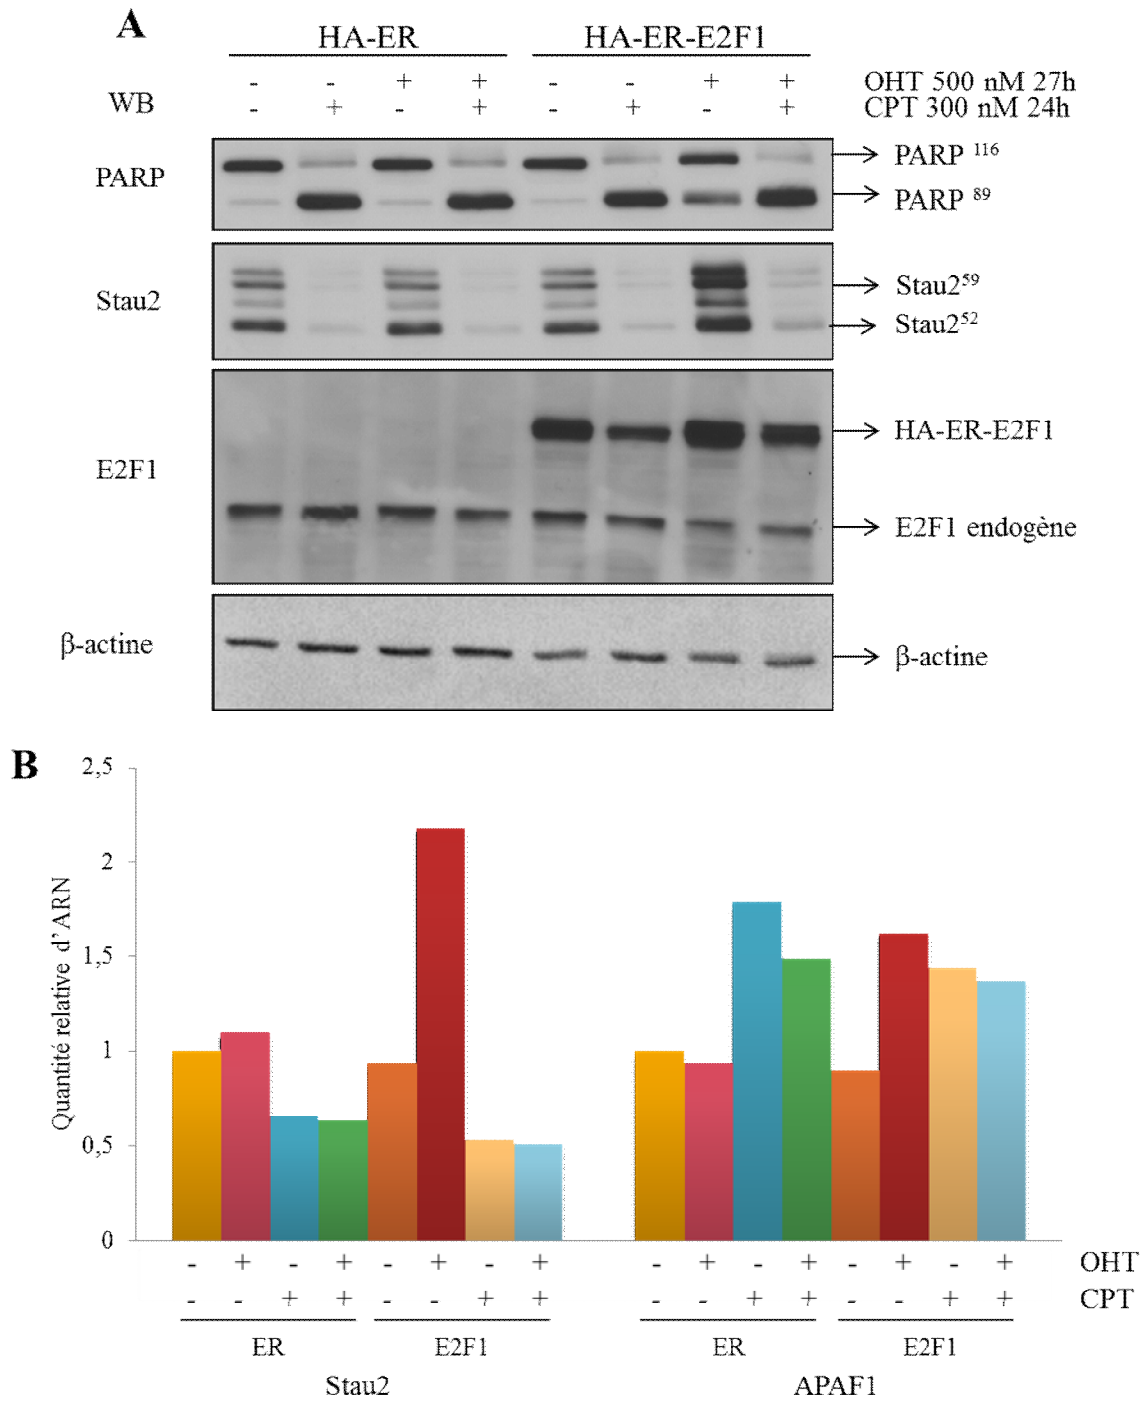 A
HA-ER HA-ER-E2F1
- - + + - - + + OHT 500 nM 27h
WB - + - + - + - + CPT 300 nM 24h
PARP
PARP 116
PARP 89
Stau2
Stau2⁵⁹
Stau2⁵²
E2F1
HA-ER-E2F1
E2F1 endogène
β-actine
β-actine
B
Quantité relative d'ARN
2,5
2
1,5
1
0,5
0
- + - + - + - + - + - + - + - + OHT
- - + + - - + + - - + + - - + + CPT
ER E2F1 ER E2F1
Stau2 APAF1